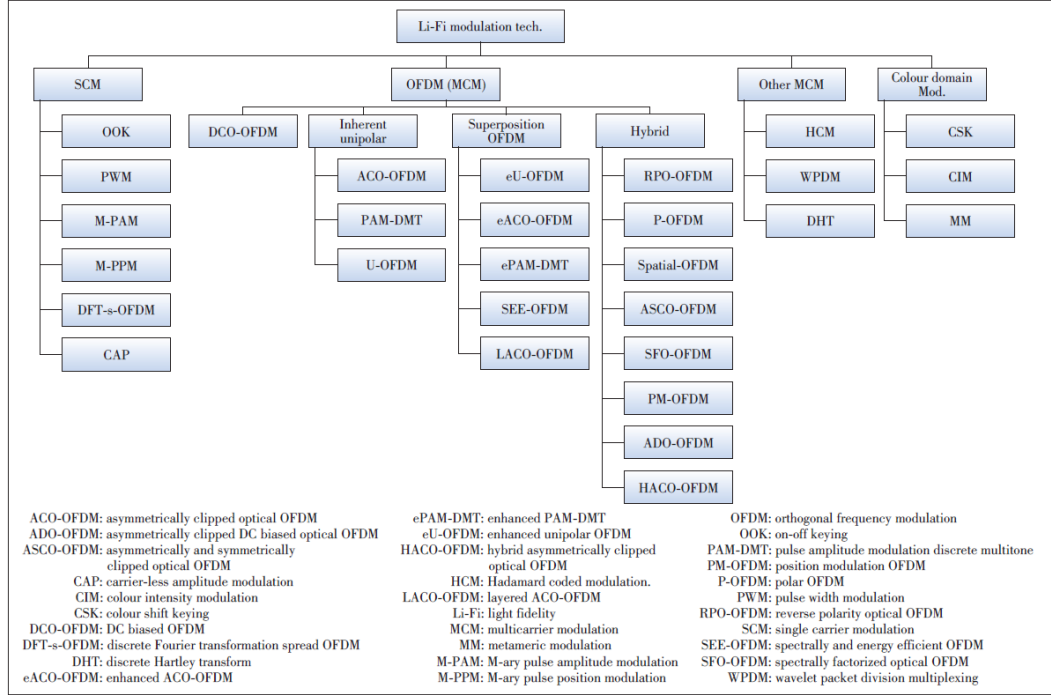 Li-Fi modulation tech.
SCM
OFDM (MCM)
Other MCM
Colour domain
Mod.
OOK
PWM
M-PAM
M-PPM
DFT-s-OFDM
CAP
DCO-OFDM
Inherent
unipolar
ACO-OFDM
PAM-DMT
U-OFDM
Superposition
OFDM
eU-OFDM
eACO-OFDM
ePAM-DMT
SEE-OFDM
LACO-OFDM
Hybrid
RPO-OFDM
P-OFDM
Spatial-OFDM
ASCO-OFDM
SFO-OFDM
PM-OFDM
ADO-OFDM
HACO-OFDM
HCM
WPDM
DHT
CSK
CIM
MM
ACO-OFDM: asymmetrically clipped optical OFDM
ADO-OFDM: asymmetrically clipped DC biased optical OFDM
ASCO-OFDM: asymmetrically and symmetrically
clipped optical OFDM
CAP: carrier-less amplitude modulation
CIM: colour intensity modulation
CSK: colour shift keying
DCO-OFDM: DC biased OFDM
DFT-s-OFDM: discrete Fourier transformation spread OFDM
DHT: discrete Hartley transform
eACO-OFDM: enhanced ACO-OFDM
ePAM-DMT: enhanced PAM-DMT
eU-OFDM: enhanced unipolar OFDM
HACO-OFDM: hybrid asymmetrically clipped
optical OFDM
HCM: Hadamard coded modulation.
LACO-OFDM: layered ACO-OFDM
Li-Fi: light fidelity
MCM: multicarrier modulation
MM: metameric modulation
M-PAM: M-ary pulse amplitude modulation
M-PPM: M-ary pulse position modulation
OFDM: orthogonal frequency modulation
OOK: on-off keying
PAM-DMT: pulse amplitude modulation discrete multitone
PM-OFDM: position modulation OFDM
P-OFDM: polar OFDM
PWM: pulse width modulation
RPO-OFDM: reverse polarity optical OFDM
SCM: single carrier modulation
SEE-OFDM: spectrally and energy efficient OFDM
SFO-OFDM: spectrally factorized optical OFDM
WPDM: wavelet packet division multiplexing